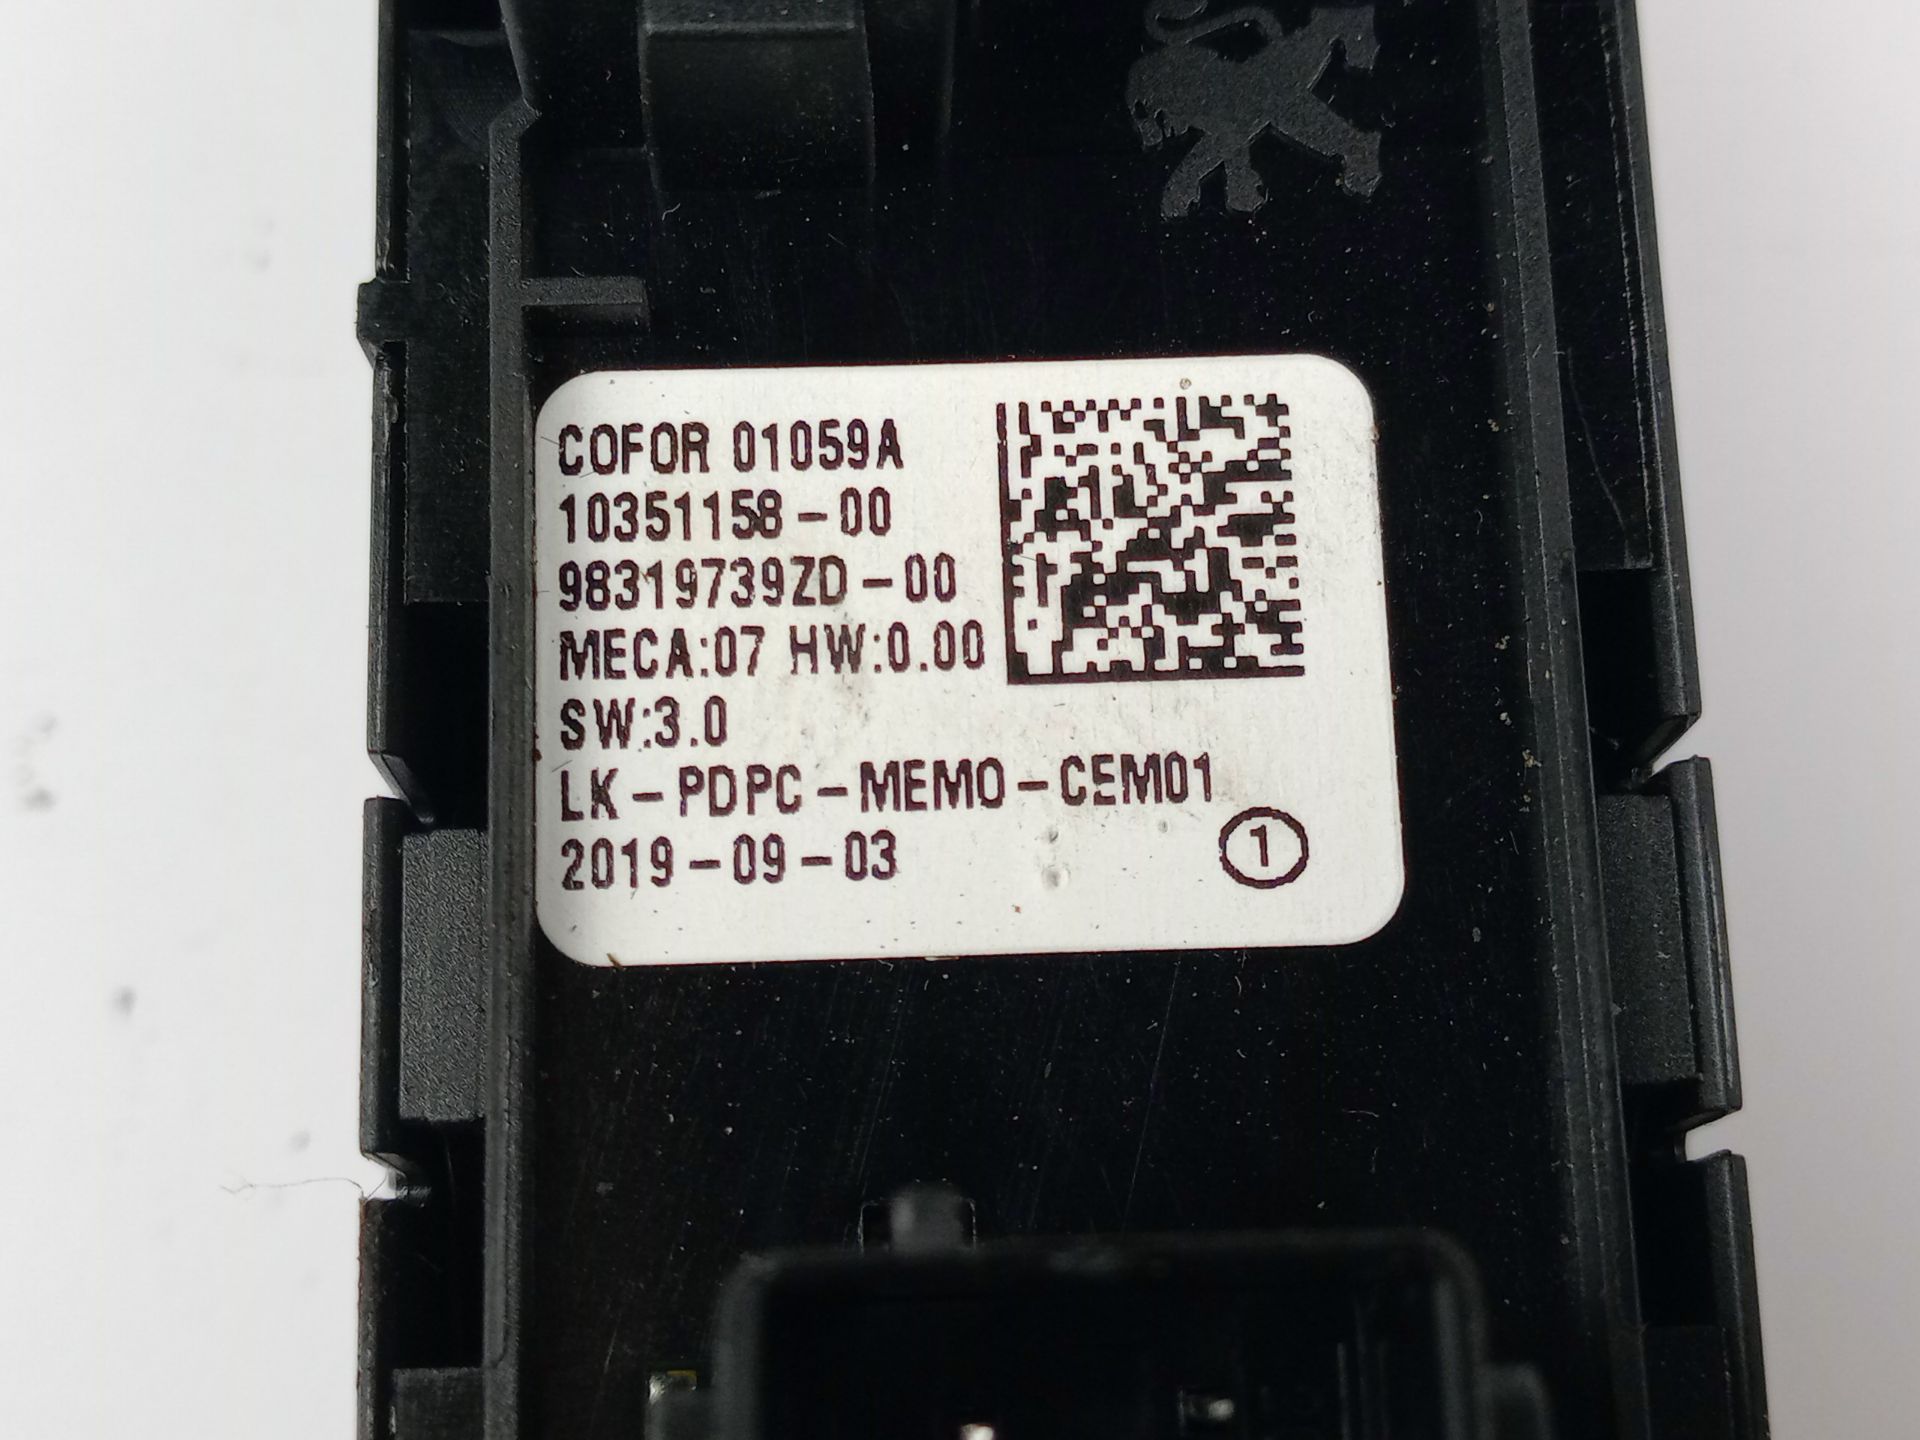 COFOR 01059A
10351158-00
98319739ZD-00
MECA:07 HW:0.00
SW:3.0
LK-PDPC-MEMO-CEM01
2019-09-03
1